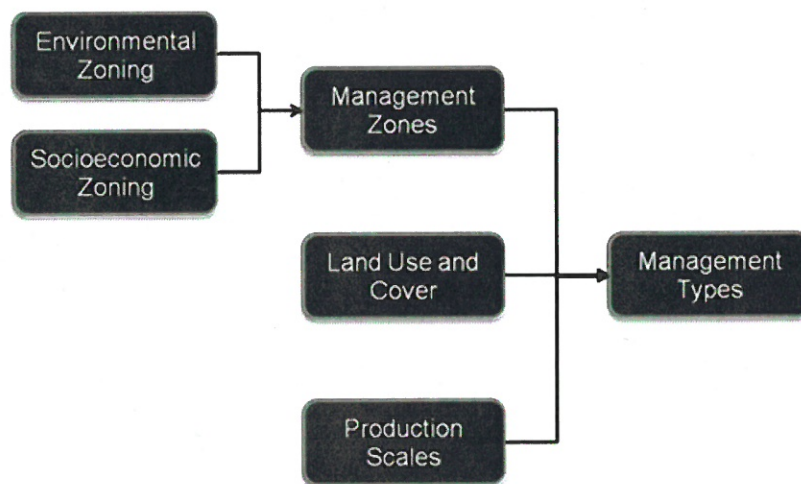 Environmental
Zoning
Socioeconomic
Zoning
Management
Zones
Land Use and
Cover
Production
Scales
Management
Types